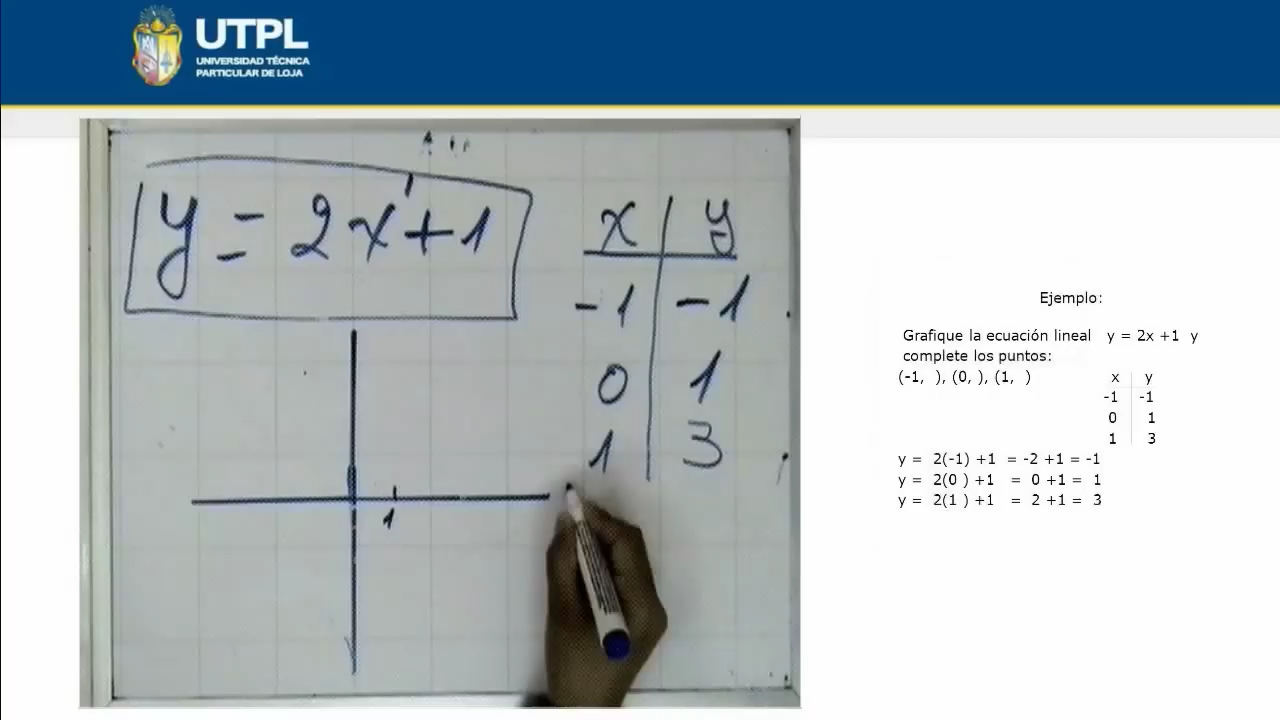 UTPL
UNIVERSIDAD TÉCNICA
PARTICULAR DE LOJA
y = 2x¹+1
x y
-1 -1
0 1
1 3
1
Ejemplo:
Grafique la ecuación lineal y = 2x +1 y
complete los puntos:
(-1, ), (0, ), (1, )
x y
-1 -1
0 1
1 3
y = 2(-1) +1 = -2 +1 = -1
y = 2(0 ) +1 = 0 +1 = 1
y = 2(1 ) +1 = 2 +1 = 3